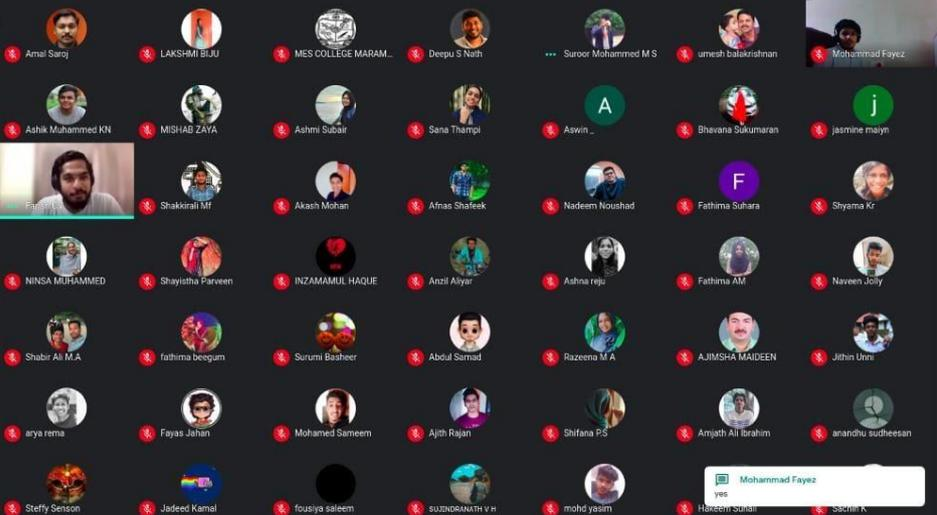 Amal Saroj
LAKSHMI BIJU
MES COLLEGE MARAM...
Deepu S Nath
Suroor Mohammed M S
umesh balakrishnan
Mohammad Fayez
Ashik Muhammed KN
MISHAB ZAYA
Ashmi Subair
Sana Thampi
A
Aswin _
Bhavana Sukumaran
j
jasmine maiyn
Shakkirali Mf
Akash Mohan
Afnas Shafeek
Nadeem Noushad
F
Fathima Suhara
Shyama Kr
NINSA MUHAMMED
Shayistha Parveen
INZAMAMUL HAQUE
Anzil Aliyar
Ashna reju
Fathima AM
Naveen Jolly
Shabir Ali M.A
fathima beegum
Surumi Basheer
Abdul Samad
Razeena M A
AJIMSHA MAIDEEN
Jithin Unni
arya rema
Fayas Jahan
Mohamed Sameem
Ajith Rajan
Shifana P.S
Amjath Ali Ibrahim
anandhu sudheesan
Steffy Senson
Jadeed Kamal
fousiya saleem
SUJINDRANATH V H
mohd yasim
Hakeem Suhail
Sachin K
Mohammad Fayez
yes